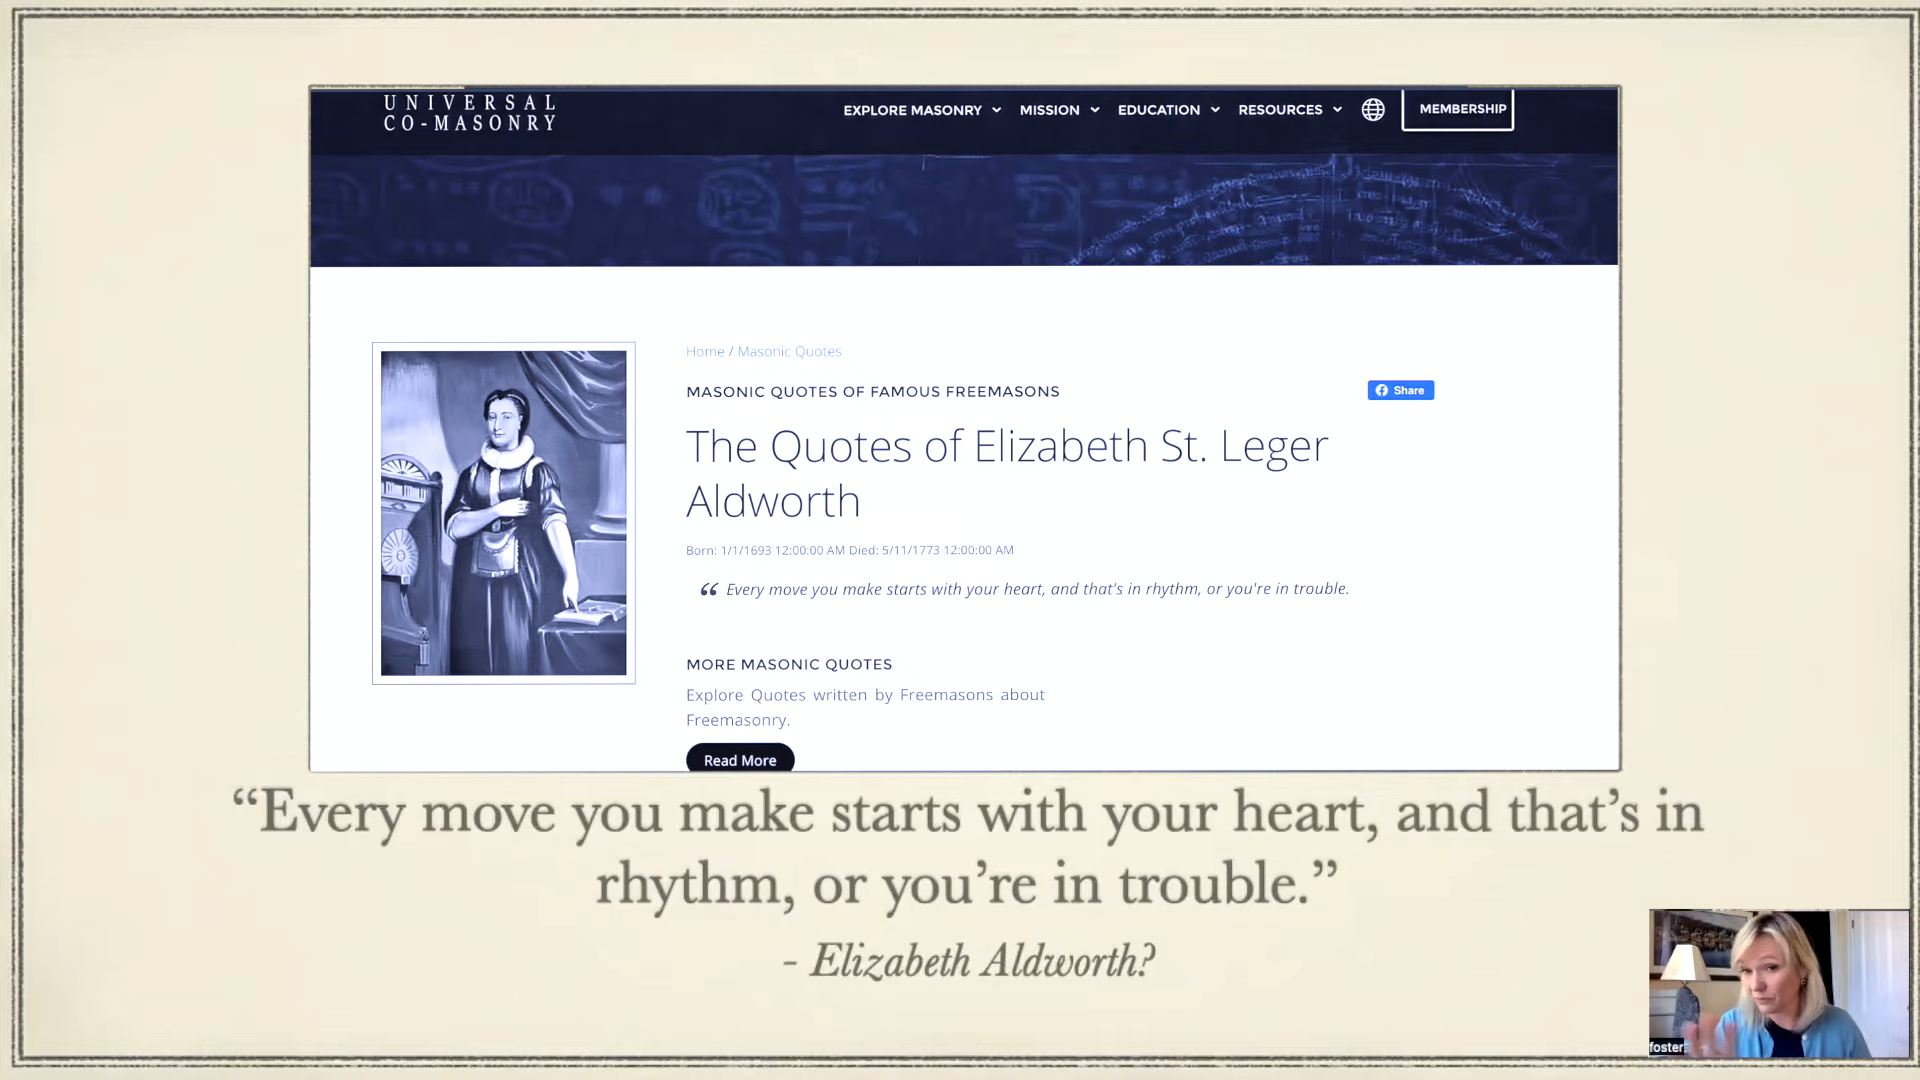 UNIVERSAL
CO-MASONRY
EXPLORE MASONRY MISSION EDUCATION RESOURCES MEMBERSHIP
Home / Masonic Quotes
MASONIC QUOTES OF FAMOUS FREEMASONS
Share
The Quotes of Elizabeth St. Leger
Aldworth
Born: 1/1/1693 12:00:00 AM Died: 5/11/1773 12:00:00 AM
“ Every move you make starts with your heart, and that's in rhythm, or you're in trouble.
MORE MASONIC QUOTES
Explore Quotes written by Freemasons about
Freemasonry.
Read More
“Every move you make starts with your heart, and that’s in
rhythm, or you’re in trouble.”
- Elizabeth Aldworth?
foster